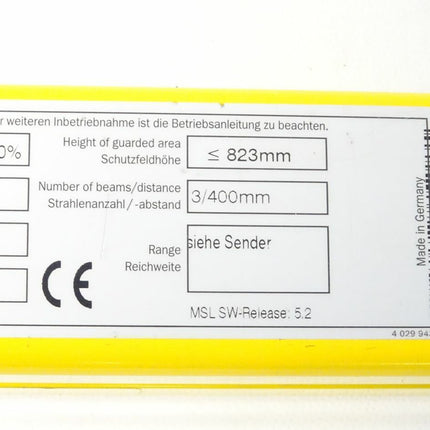 r weiteren Inbetriebnahme ist die Betriebsanleitung zu beachten.
0%
Height of guarded area
Schutzfeldhöhe
≤ 823mm
Number of beams/distance
Strahlenanzahl/-abstand
3/400mm
Range
Reichweite
siehe Sender
CE
MSL SW-Release: 5.2
Made in Germany
4 029 94